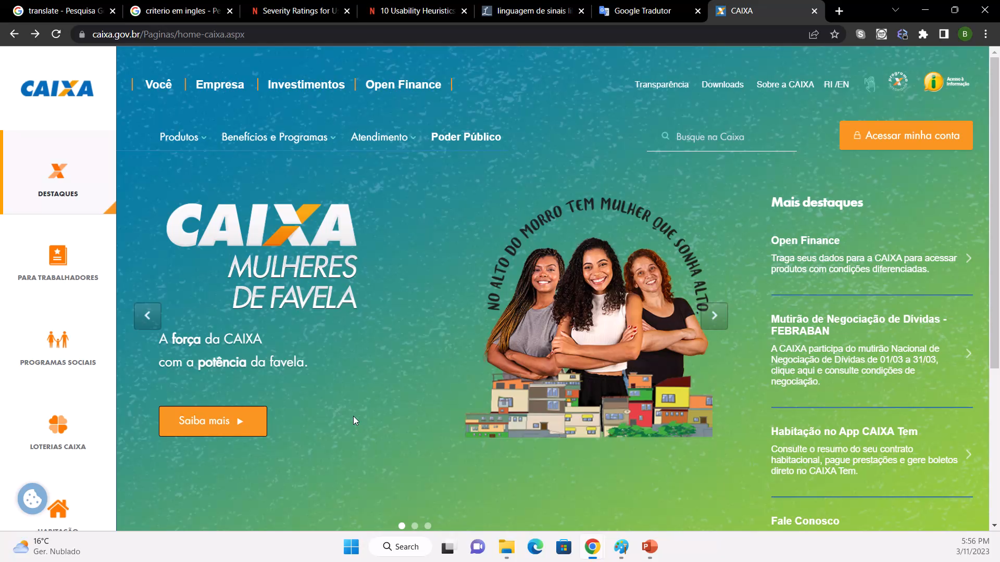 translate - Pesquisa G
criterio em ingles - Pe
Severity Ratings for U
10 Usability Heuristics
linguagem de sinais li
Google Tradutor
CAIXA
caixa.gov.br/Paginas/home-caixa.aspx
B
CAIXA
Você
Empresa
Investimentos
Open Finance
Transparência
Downloads
Sobre a CAIXA
RI /EN
Programa
Acesso à
Informação
Produtos
Benefícios e Programas
Atendimento
Poder Público
Busque na Caixa
Acessar minha conta
DESTAQUES
PARA TRABALHADORES
PROGRAMAS SOCIAIS
LOTERIAS CAIXA
HABITAÇÃO
CAIXA
MULHERES
DE FAVELA
A força da CAIXA
com a potência da favela.
Saiba mais
NO ALTO DO MORRO TEM MULHER QUE SONHA ALTO.
Mais destaques
Open Finance
Traga seus dados para a CAIXA para acessar
produtos com condições diferenciadas.
Mutirão de Negociação de Dívidas -
FEBRABAN
A CAIXA participa do mutirão Nacional de
Negociação de Dívidas de 01/03 a 31/03,
clique aqui e consulte condições de
negociação.
Habitação no App CAIXA Tem
Consulte o resumo do seu contrato
habitacional, pague prestações e gere boletos
direto no CAIXA Tem.
Fale Conosco
16°C
Ger. Nublado
Search
5:56 PM
3/11/2023